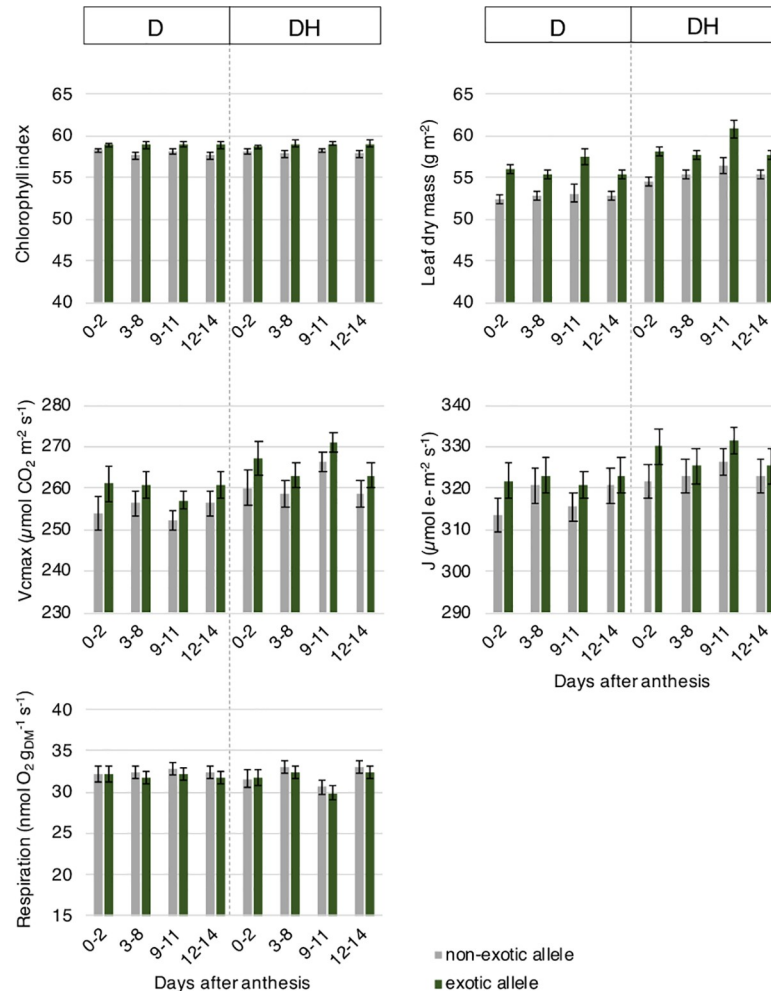 D DH
D DH
Chlorophyll index
65
60
55
50
45
40
0-2 3-8 9-11 12-14 0-2 3-8 9-11 12-14
Leaf dry mass (g m⁻²)
65
60
55
50
45
40
0-2 3-8 9-11 12-14 0-2 3-8 9-11 12-14
Vcmax (µmol CO₂ m⁻² s⁻¹)
280
270
260
250
240
230
0-2 3-8 9-11 12-14 0-2 3-8 9-11 12-14
J (µmol e- m⁻² s⁻¹)
340
330
320
310
300
290
0-2 3-8 9-11 12-14 0-2 3-8 9-11 12-14
Days after anthesis
Respiration (nmol O₂ g_DM⁻¹ s⁻¹)
40
35
30
25
20
15
0-2 3-8 9-11 12-14 0-2 3-8 9-11 12-14
Days after anthesis
non-exotic allele
exotic allele